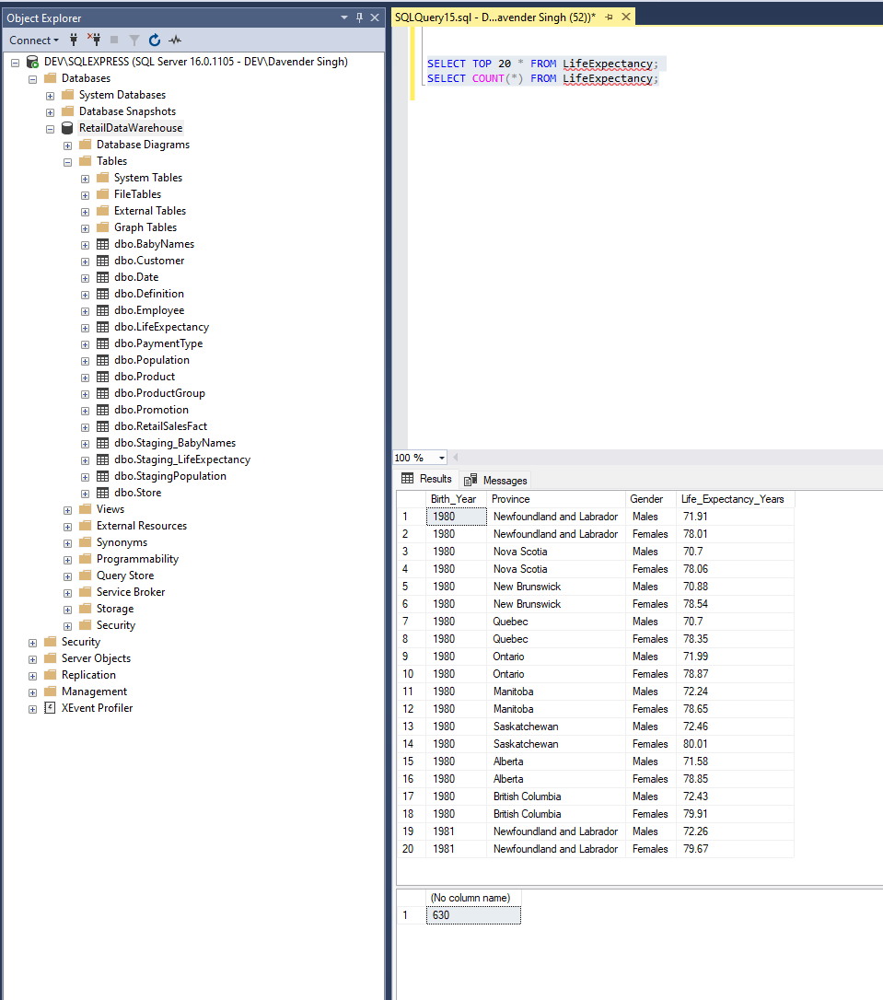 Object Explorer
Connect
DEV\SQLEXPRESS (SQL Server 16.0.1105 - DEV\Davender Singh)
Databases
System Databases
Database Snapshots
RetailDataWarehouse
Database Diagrams
Tables
System Tables
FileTables
External Tables
Graph Tables
dbo.BabyNames
dbo.Customer
dbo.Date
dbo.Definition
dbo.Employee
dbo.LifeExpectancy
dbo.PaymentType
dbo.Population
dbo.Product
dbo.ProductGroup
dbo.Promotion
dbo.RetailSalesFact
dbo.Staging_BabyNames
dbo.Staging_LifeExpectancy
dbo.StagingPopulation
dbo.Store
Views
External Resources
Synonyms
Programmability
Query Store
Service Broker
Storage
Security
Security
Server Objects
Replication
Management
XEvent Profiler
SQLQuery15.sql - D...avender Singh (52))*
SELECT TOP 20 * FROM LifeExpectancy;
SELECT COUNT(*) FROM LifeExpectancy;
100 %
Results Messages
Birth_Year Province Gender Life_Expectancy_Years
1 1980 Newfoundland and Labrador Males 71.91
2 1980 Newfoundland and Labrador Females 78.01
3 1980 Nova Scotia Males 70.7
4 1980 Nova Scotia Females 78.06
5 1980 New Brunswick Males 70.88
6 1980 New Brunswick Females 78.54
7 1980 Quebec Males 70.7
8 1980 Quebec Females 78.35
9 1980 Ontario Males 71.99
10 1980 Ontario Females 78.87
11 1980 Manitoba Males 72.24
12 1980 Manitoba Females 78.65
13 1980 Saskatchewan Males 72.46
14 1980 Saskatchewan Females 80.01
15 1980 Alberta Males 71.58
16 1980 Alberta Females 78.85
17 1980 British Columbia Males 72.43
18 1980 British Columbia Females 79.91
19 1981 Newfoundland and Labrador Males 72.26
20 1981 Newfoundland and Labrador Females 79.67
(No column name)
1 630